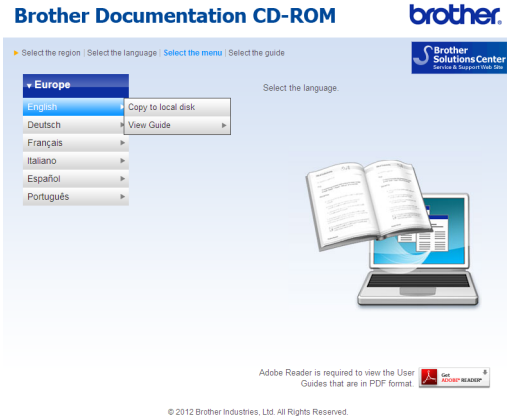 Brother Documentation CD-ROM
brother.
Select the region | Select the language | Select the menu | Select the guide
Brother
Solutions Center
Service & Support Web Site
Europe
Select the language.
English
Copy to local disk
Deutsch
View Guide
Français
Italiano
Español
Português
Adobe Reader is required to view the User
Guides that are in PDF format.
Get
ADOBE® READER®
© 2012 Brother Industries, Ltd. All Rights Reserved.